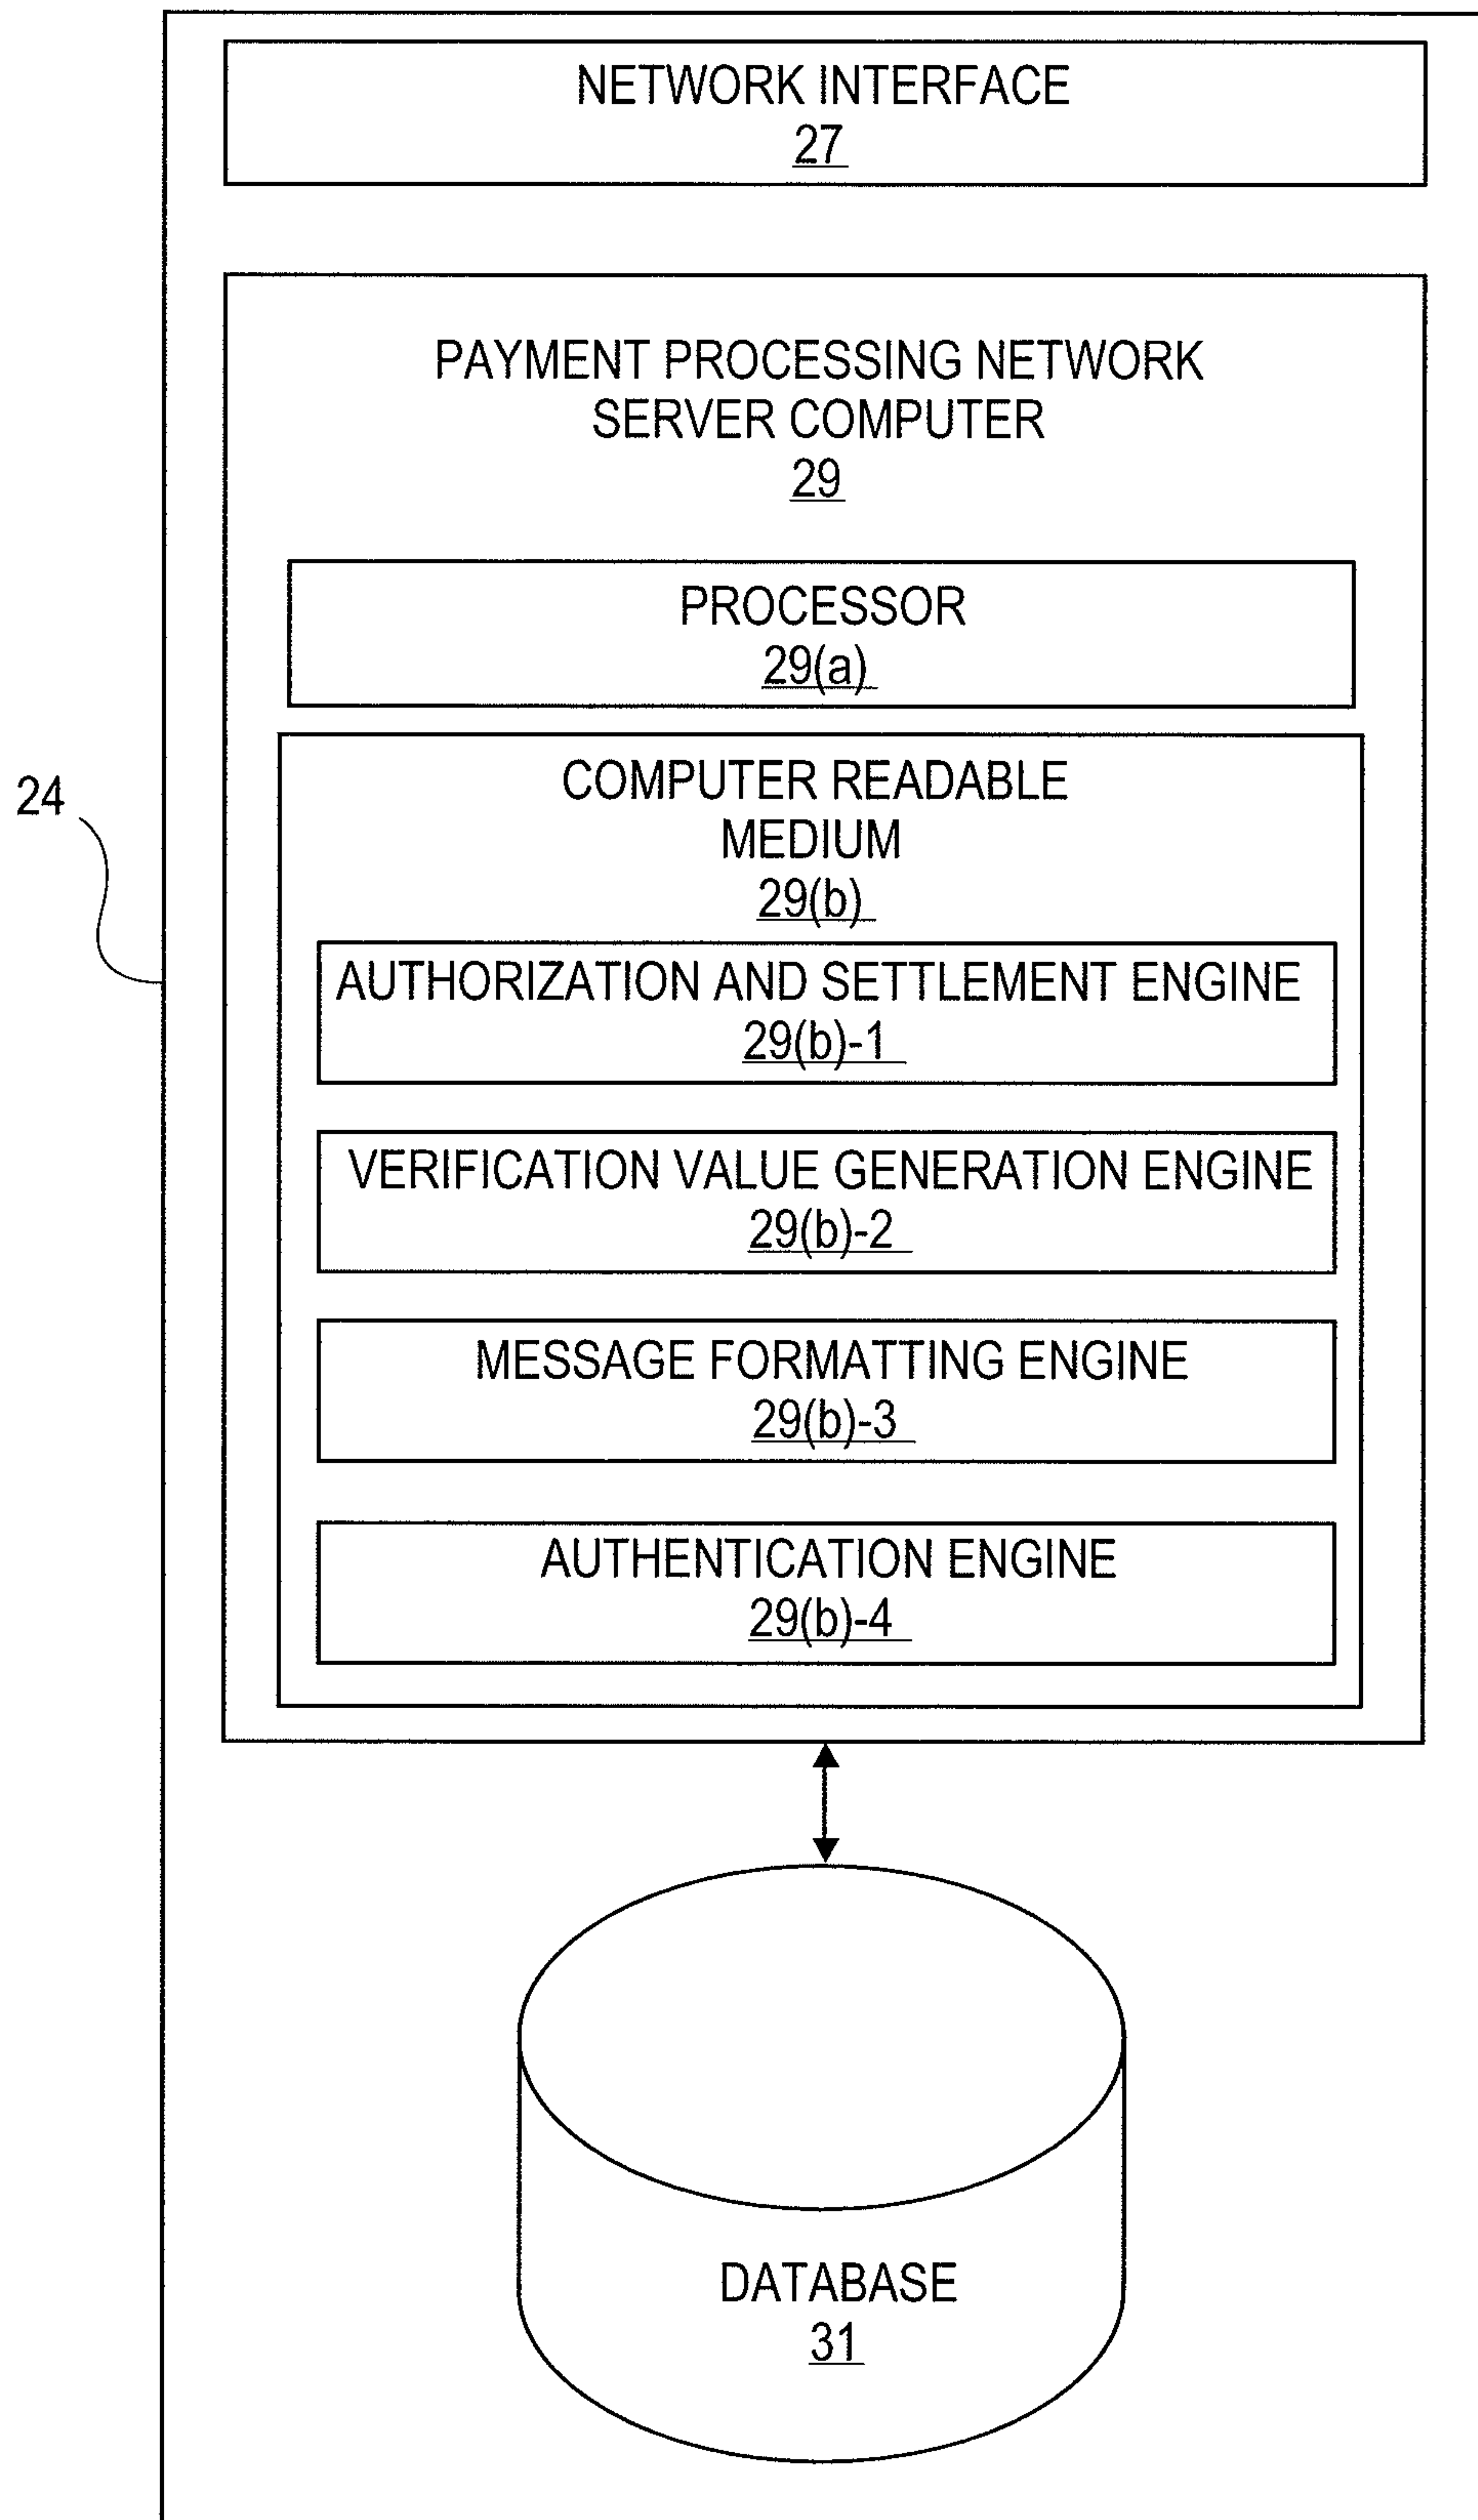 NETWORK INTERFACE
27
PAYMENT PROCESSING NETWORK
SERVER COMPUTER
29
PROCESSOR
29(a)
24
COMPUTER READABLE
MEDIUM
29(b)
AUTHORIZATION AND SETTLEMENT ENGINE
29(b)-1
VERIFICATION VALUE GENERATION ENGINE
29(b)-2
MESSAGE FORMATTING ENGINE
29(b)-3
AUTHENTICATION ENGINE
29(b)-4
DATABASE
31